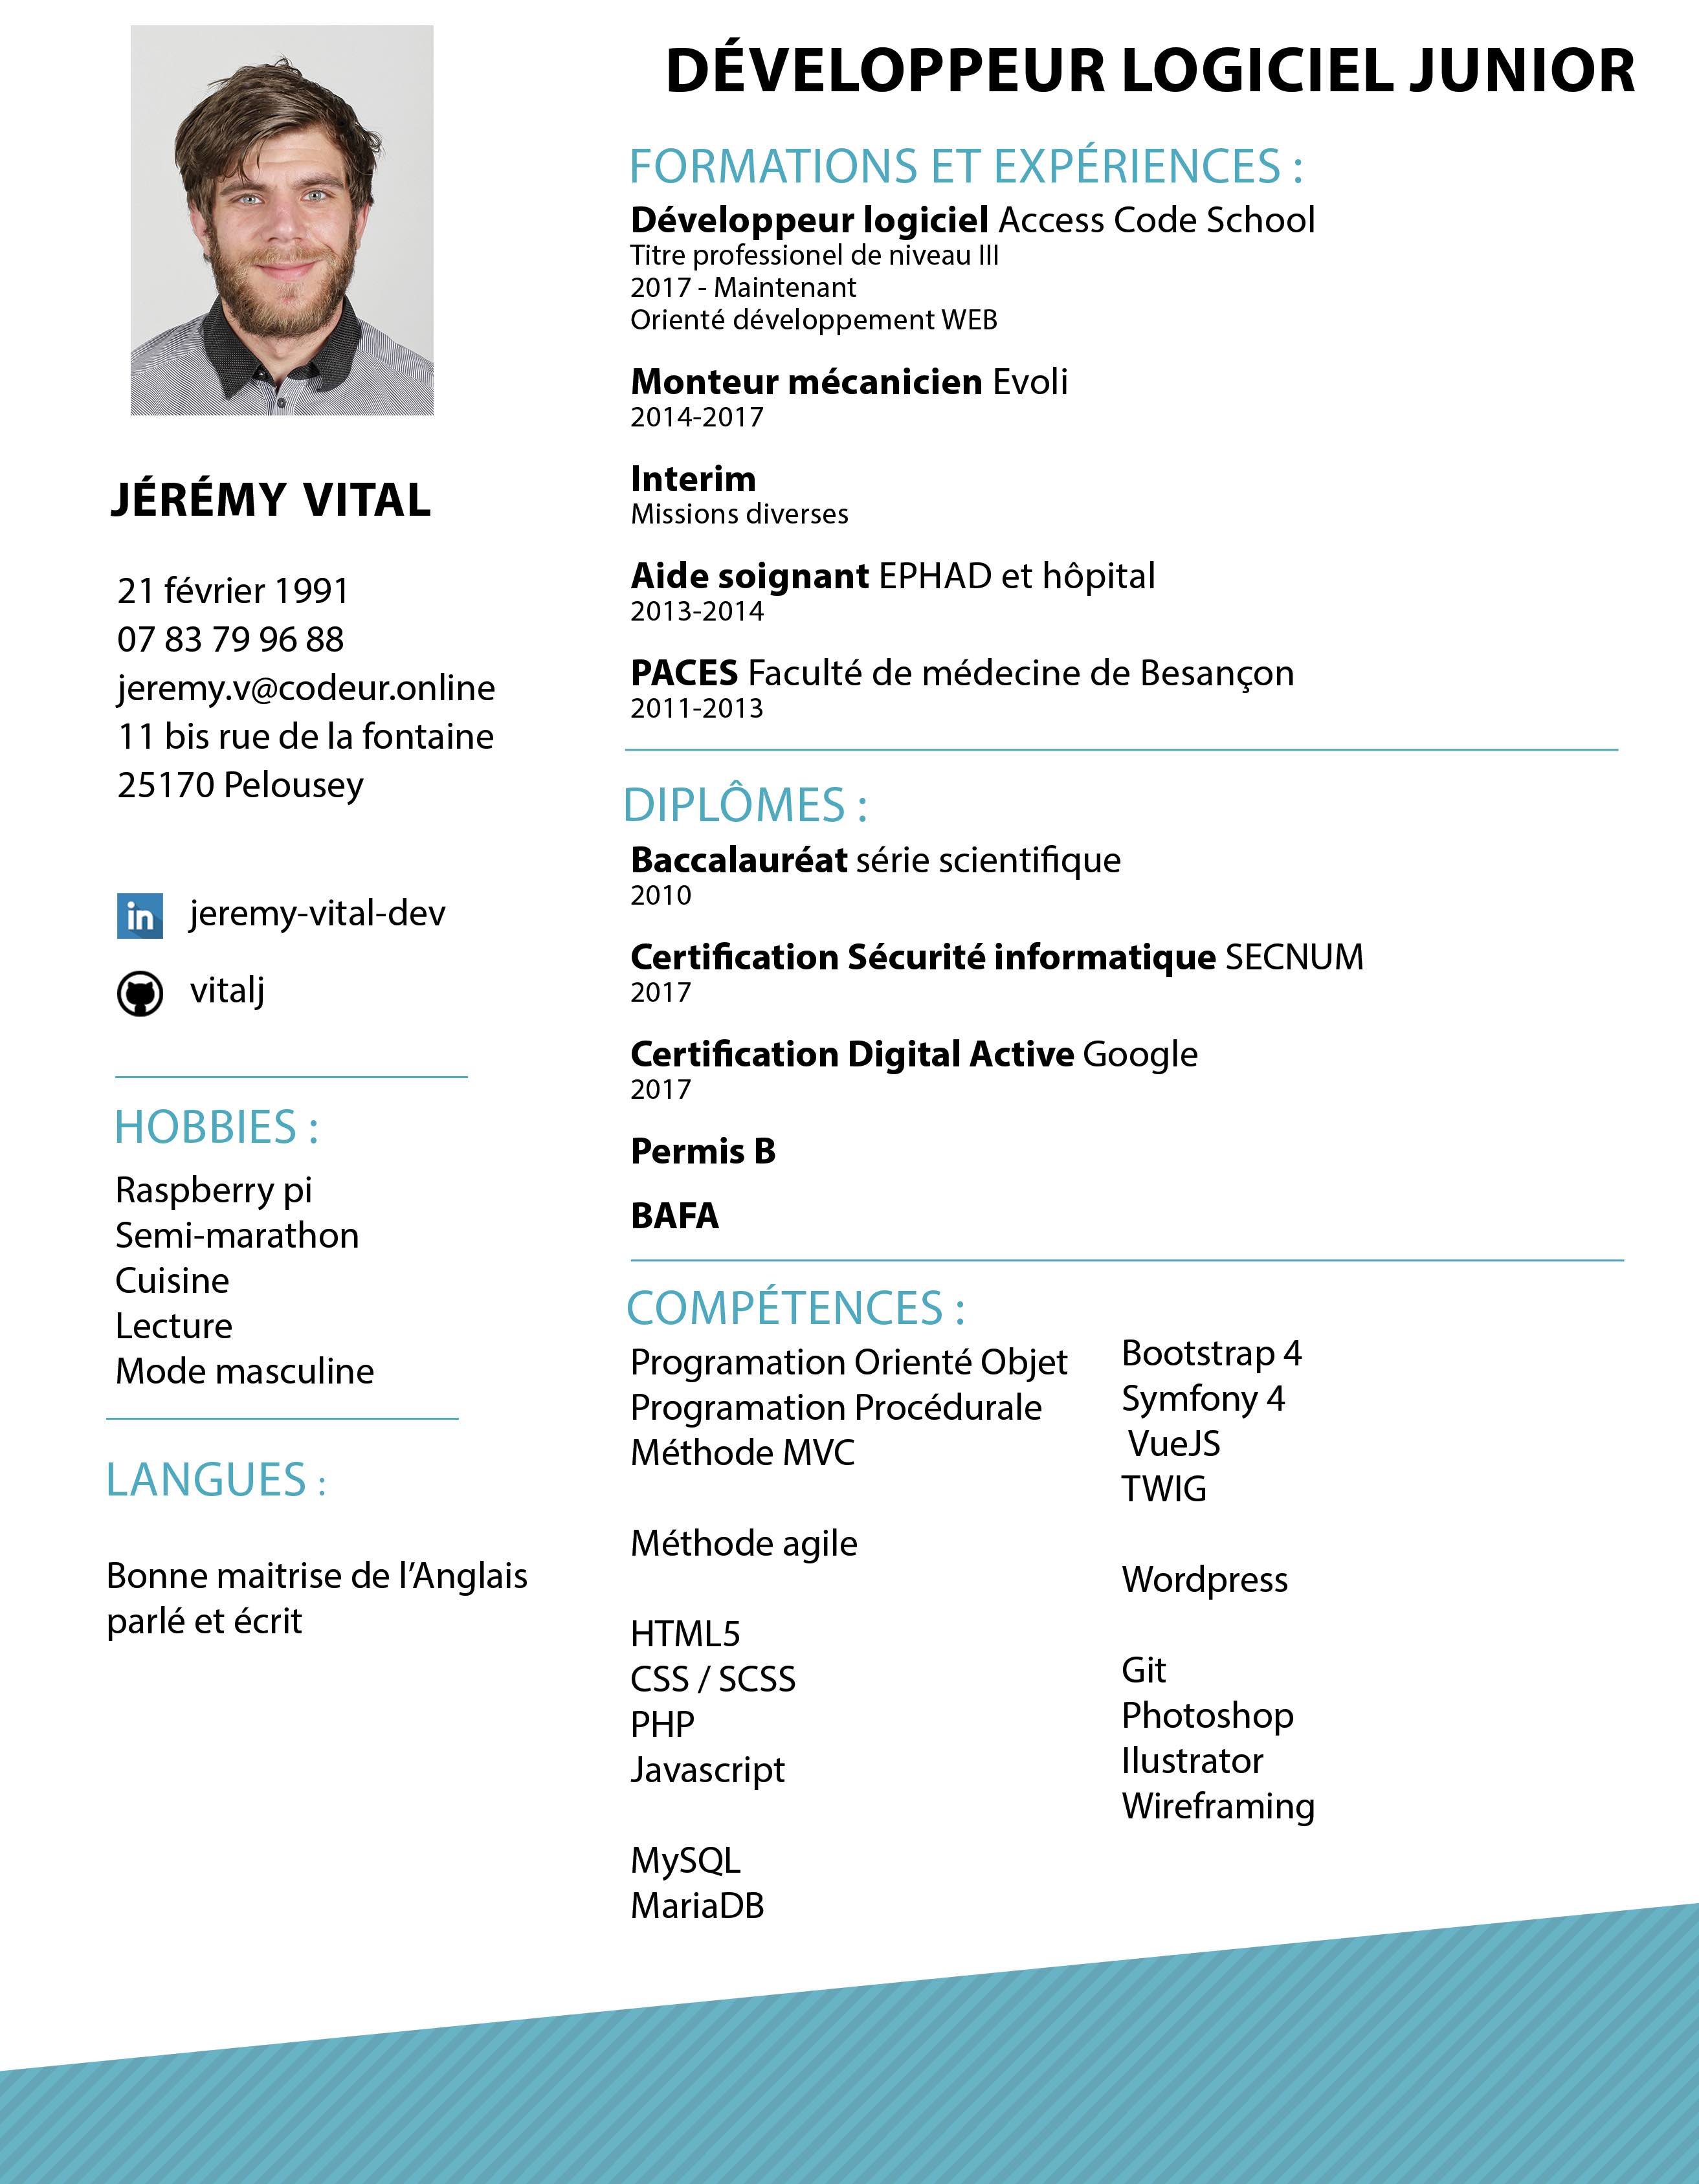 DÉVELOPPEUR LOGICIEL JUNIOR
JÉRÉMY VITAL
21 février 1991
07 83 79 96 88
jeremy.v@codeur.online
11 bis rue de la fontaine
25170 Pelousey
in jeremy-vital-dev
vitalj
HOBBIES :
Raspberry pi
Semi-marathon
Cuisine
Lecture
Mode masculine
LANGUES :
Bonne maitrise de l’Anglais
parlé et écrit
FORMATIONS ET EXPÉRIENCES :
Développeur logiciel Access Code School
Titre professionel de niveau III
2017 - Maintenant
Orienté développement WEB
Monteur mécanicien Evoli
2014-2017
Interim
Missions diverses
Aide soignant EPHAD et hôpital
2013-2014
PACES Faculté de médecine de Besançon
2011-2013
DIPLÔMES :
Baccalauréat série scientifique
2010
Certification Sécurité informatique SECNUM
2017
Certification Digital Active Google
2017
Permis B
BAFA
COMPÉTENCES :
Programation Orienté Objet
Programation Procédurale
Méthode MVC
Méthode agile
HTML5
CSS / SCSS
PHP
Javascript
MySQL
MariaDB
Bootstrap 4
Symfony 4
VueJS
TWIG
Wordpress
Git
Photoshop
Ilustrator
Wireframing